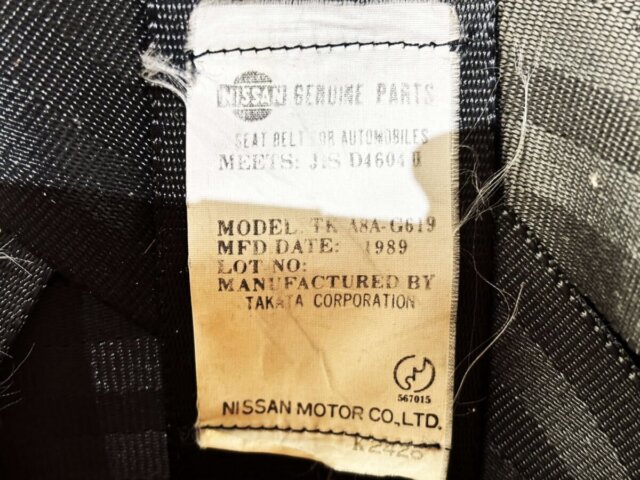 NISSAN GENUINE PARTS
SEAT BELT FOR AUTOMOBILES
MEETS: JIS D4604
MODEL. TK-A8A-G619
MFD DATE: 1989
LOT NO:
MANUFACTURED BY
TAKATA CORPORATION
567015
NISSAN MOTOR CO., LTD.
K2428